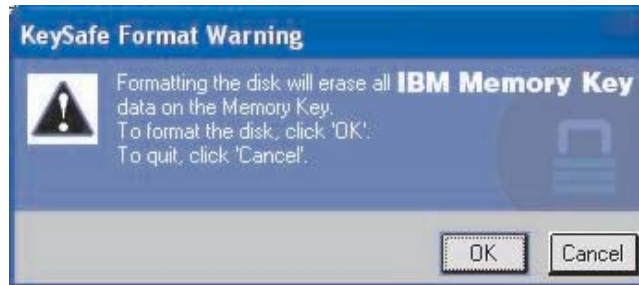 KeySafe Format Warning
Formatting the disk will erase all IBM Memory Key
data on the Memory Key.
To format the disk, click 'OK'.
To quit, click 'Cancel'.
OK Cancel